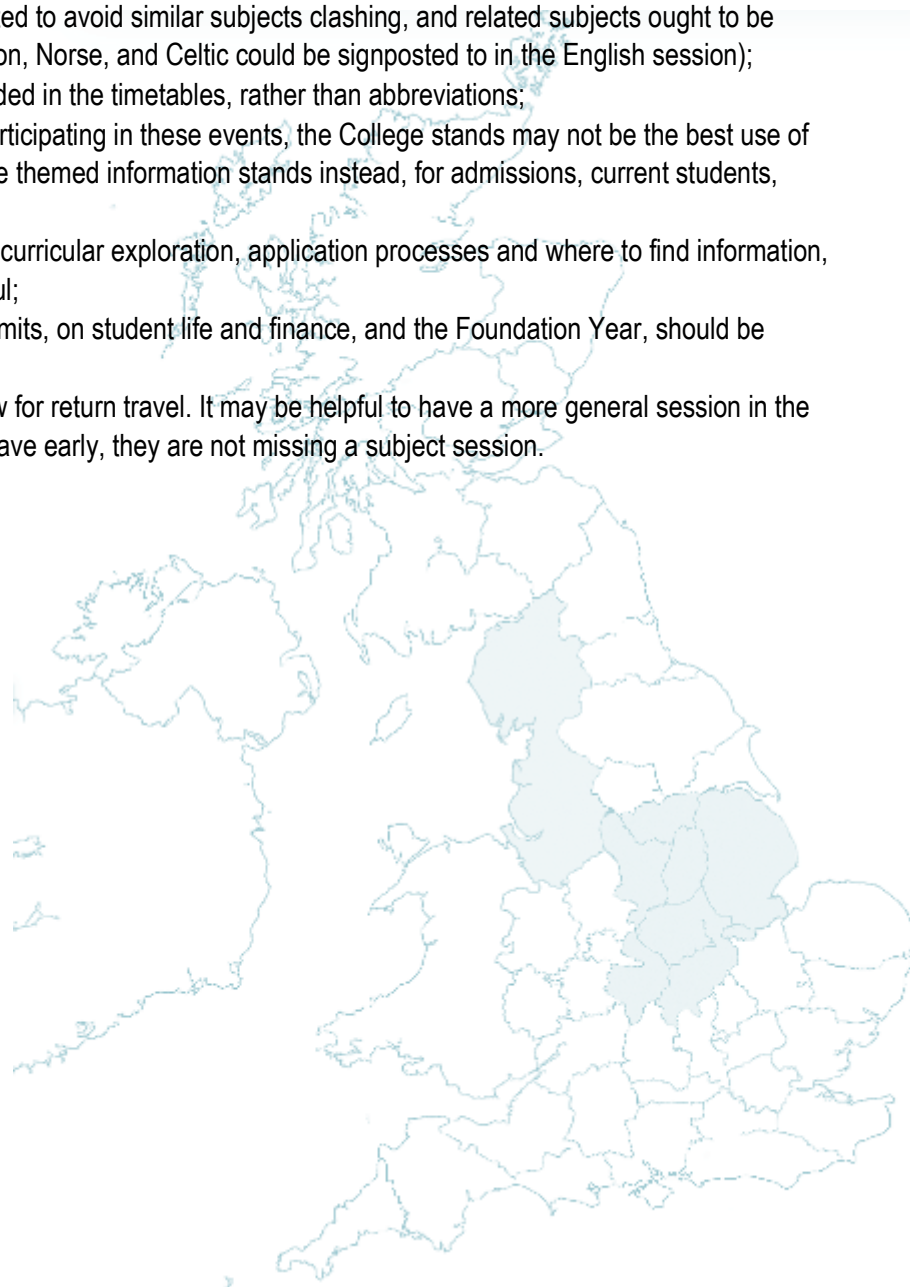 ed to avoid similar subjects clashing, and related subjects ought to be
on, Norse, and Celtic could be signposted to in the English session);
ded in the timetables, rather than abbreviations;
rticipating in these events, the College stands may not be the best use of
e themed information stands instead, for admissions, current students,
curricular exploration, application processes and where to find information,
ul;
mits, on student life and finance, and the Foundation Year, should be
for return travel. It may be helpful to have a more general session in the
ave early, they are not missing a subject session.